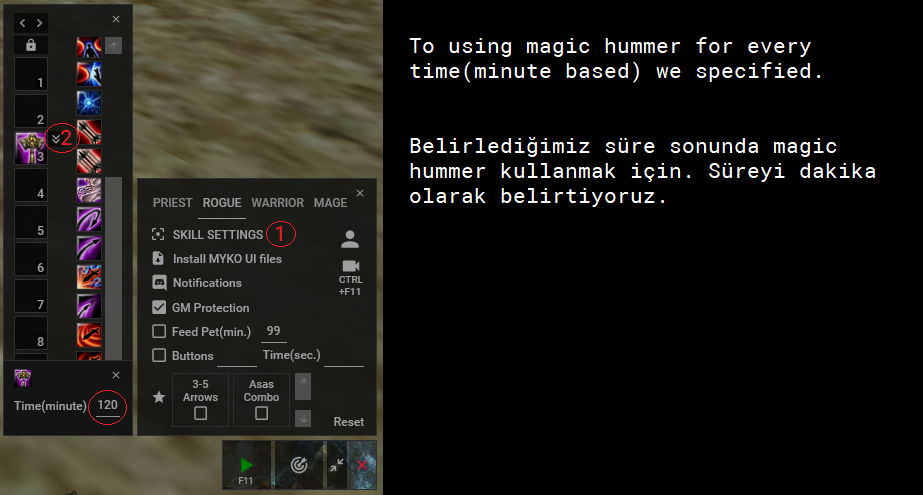 To using magic hummer for every
time(minute based) we specified.
Belirlediğimiz süre sonunda magic
hummer kullanmak için. Süreyi dakika
olarak belirtiyoruz.
1
2
3
2
4
5
6
7
8
Time(minute) 120
PRIEST ROGUE WARRIOR MAGE
SKILL SETTINGS 1
Install MYKO UI files
Notifications
CTRL
+F11
GM Protection
Feed Pet(min.) 99
Buttons Time(sec.)
3-5
Arrows
Asas
Combo
Reset
F11